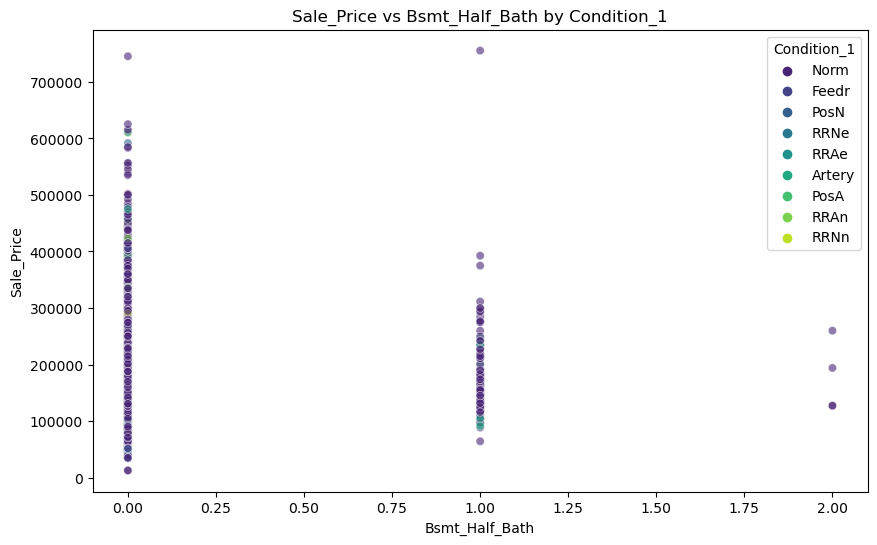 Sale_Price vs Bsmt_Half_Bath by Condition_1
Condition_1
Norm
Feedr
PosN
RRNe
RRAe
Artery
PosA
RRAn
RRNn
Sale_Price
700000
600000
500000
400000
300000
200000
100000
0
0.00 0.25 0.50 0.75 1.00 1.25 1.50 1.75 2.00
Bsmt_Half_Bath